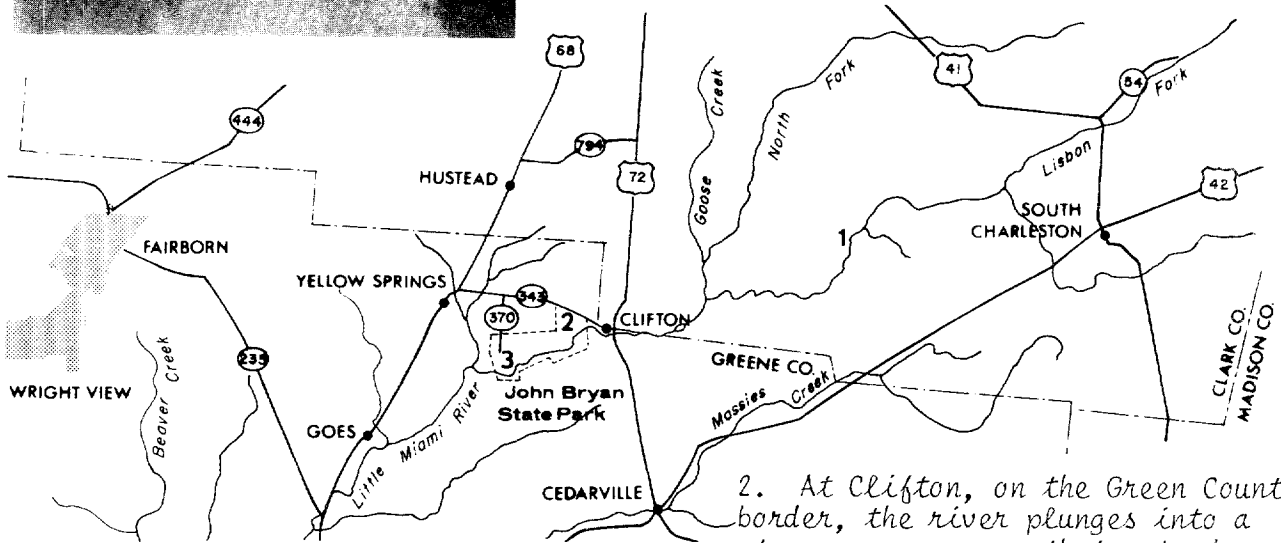 68
41
54
Fork
Goose Creek
North Fork
444
794
72
HUSTEAD
Lisbon
42
SOUTH
CHARLESTON
1
FAIRBORN
YELLOW SPRINGS
343
370
2
CLIFTON
3
GREENE CO.
CLARK CO.
MADISON CO.
235
WRIGHT VIEW
Beaver Creek
John Bryan
State Park
Massies Creek
GOES
Little Miami River
CEDARVILLE
2. At Clifton, on the Green Count
border, the river plunges into a